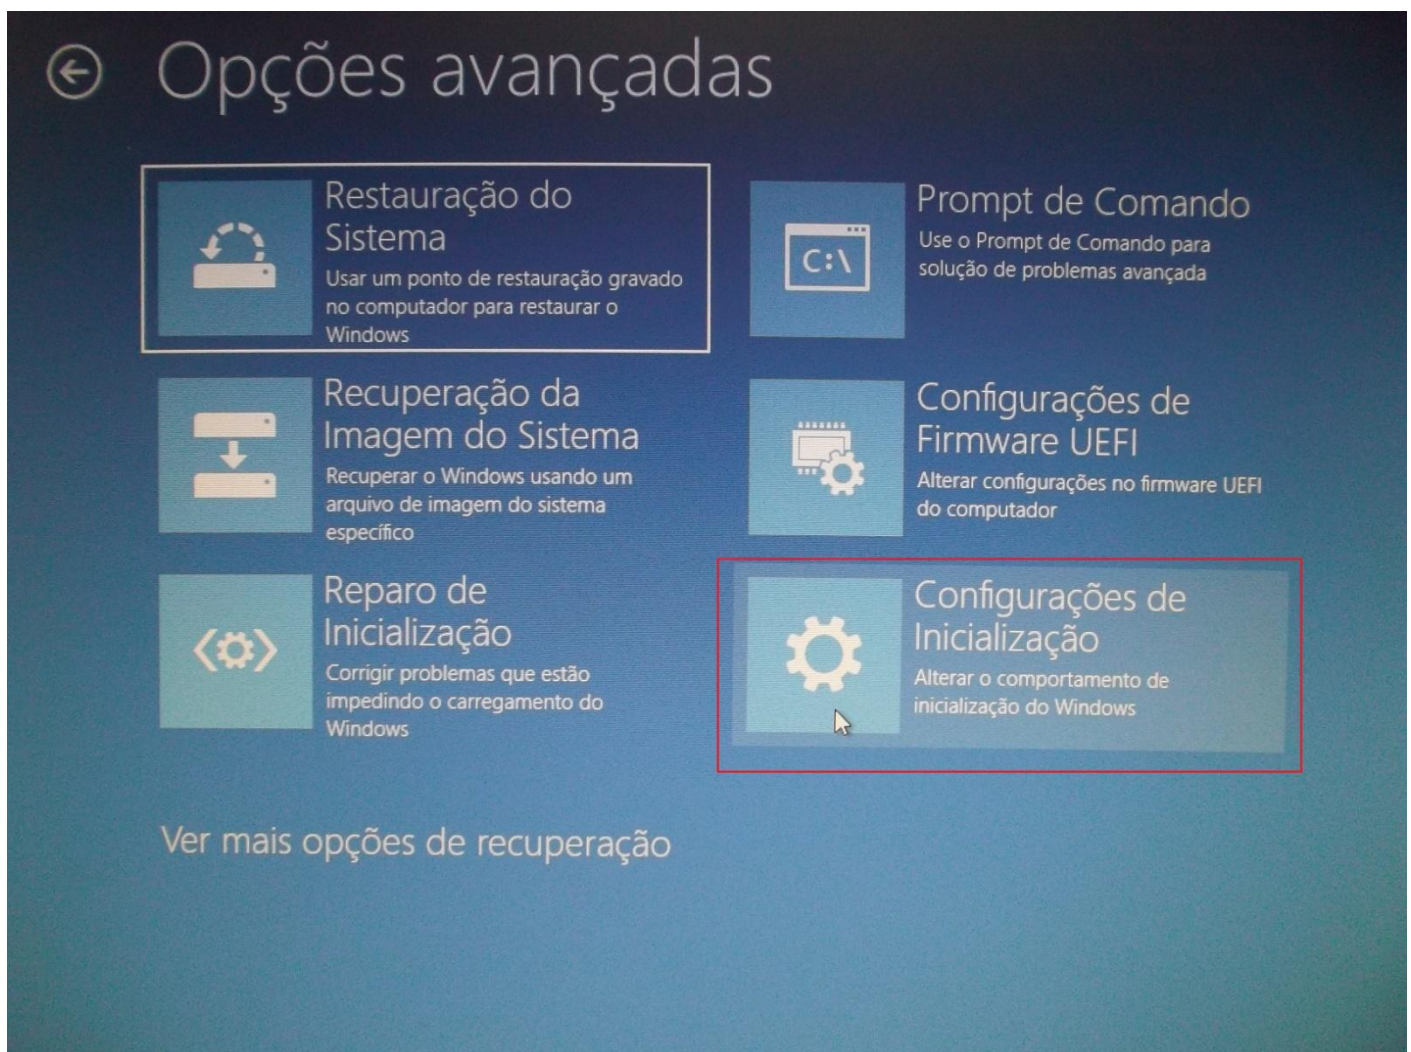 Opções avançadas
Restauração do
Sistema
Usar um ponto de restauração gravado
no computador para restaurar o
Windows
Prompt de Comando
Use o Prompt de Comando para
solução de problemas avançada
C:\
Recuperação da
Imagem do Sistema
Recuperar o Windows usando um
arquivo de imagem do sistema
específico
Configurações de
Firmware UEFI
Alterar configurações no firmware UEFI
do computador
Reparo de
Inicialização
Corrigir problemas que estão
impedindo o carregamento do
Windows
Configurações de
Inicialização
Alterar o comportamento de
inicialização do Windows
Ver mais opções de recuperação